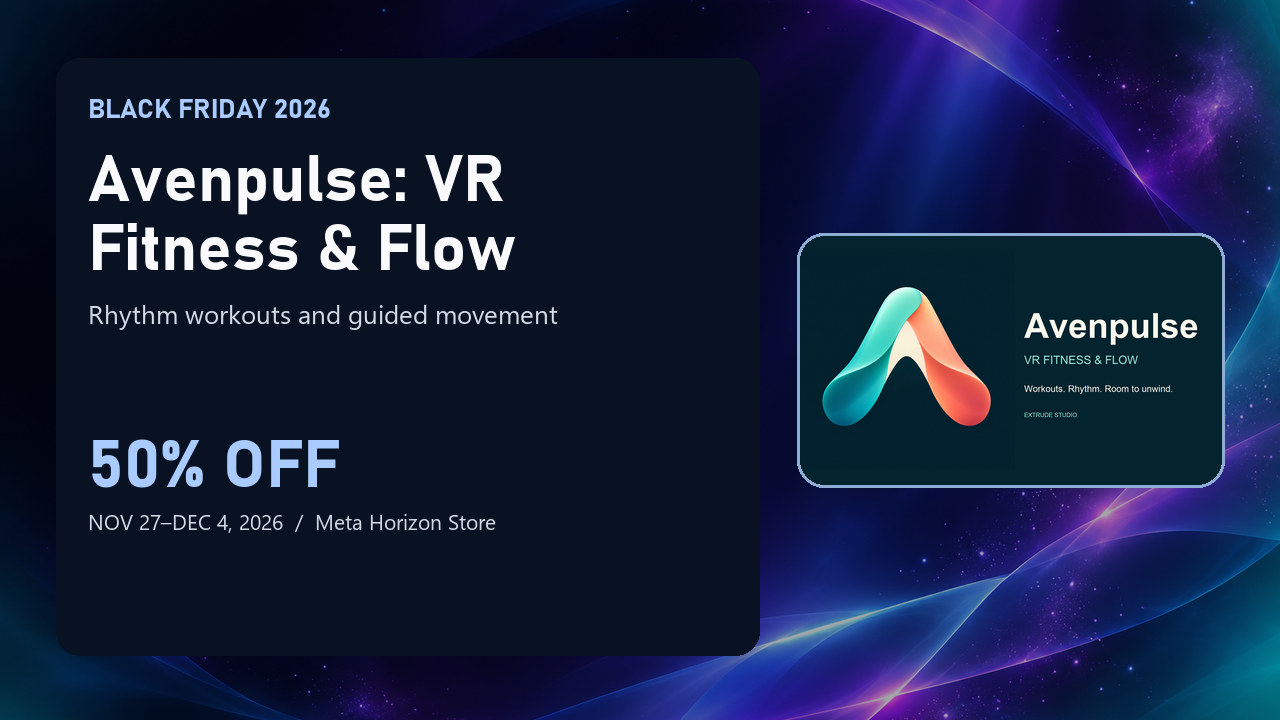 BLACK FRIDAY 2026
Avenpulse: VR
Fitness & Flow
Rhythm workouts and guided movement
50% OFF
NOV 27–DEC 4, 2026 / Meta Horizon Store
Avenpulse
VR FITNESS & FLOW
Workouts. Rhythm. Room to unwind.
EXTRUDE STUDIO